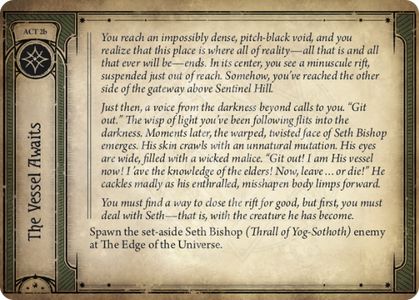 ACT 2b
The Vessel Awaits
You reach an impossibly dense, pitch-black void, and you
realize that this place is where all of reality—all that is and all
that ever will be—ends. In its center, you see a minuscule rift,
suspended just out of reach. Somehow, you’ve reached the other
side of the gateway above Sentinel Hill.
Just then, a voice from the darkness beyond calls to you. “Git
out.” The wisp of light you’ve been following flits into the
darkness. Moments later, the warped, twisted face of Seth Bishop
emerges. His skin crawls with an unnatural mutation. His eyes
are wide, filled with a wicked malice. “Git out! I am His vessel
now! I ’ave the knowledge of the elders! Now, leave . . . or die!” He
cackles madly as his enthralled, misshapen body limps forward.
You must find a way to close the rift for good, but first, you must
deal with Seth—that is, with the creature he has become.
Spawn the set-aside Seth Bishop (Thrall of Yog-Sothoth) enemy
at The Edge of the Universe.